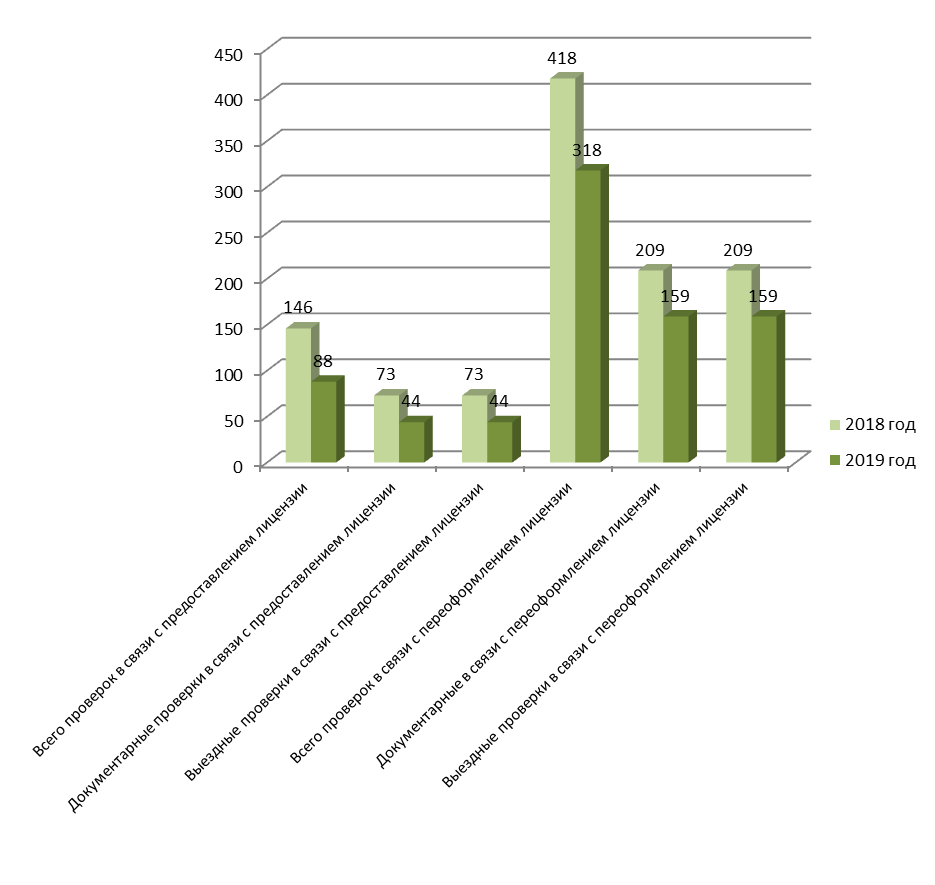 450
400
350
300
250
200
150
100
50
0
146
88
73
44
73
44
418
318
209
159
209
159
Всего проверок в связи с предоставлением лицензии
Документарные проверки в связи с предоставлением лицензии
Выездные проверки в связи с предоставлением лицензии
Всего проверок в связи с переоформлением лицензии
Документарные в связи с переоформлением лицензии
Выездные проверки в связи с переоформлением лицензии
2018 год
2019 год